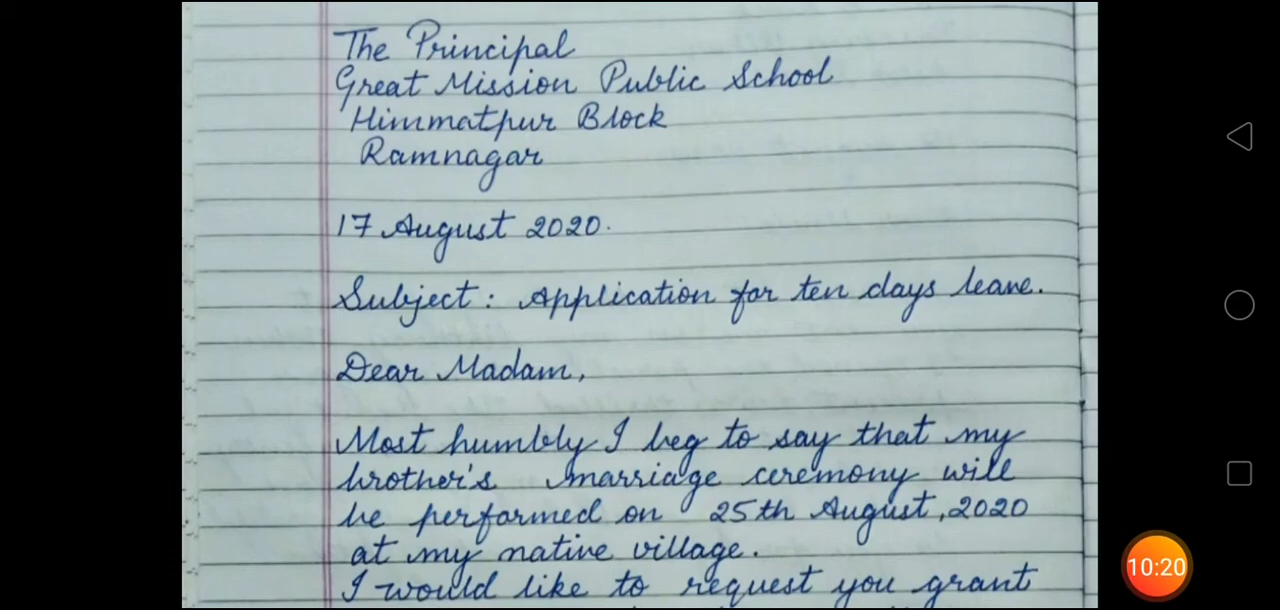 The Principal
Great Mission Public School
Himmatpur Block
Ramnagar
17 August 2020.
Subject: Application for ten days leave.
Dear Madam,
Most humbly I beg to say that my
brother's marriage ceremony will
be performed on 25th August, 2020
at my native village.
I would like to request you grant
10:20